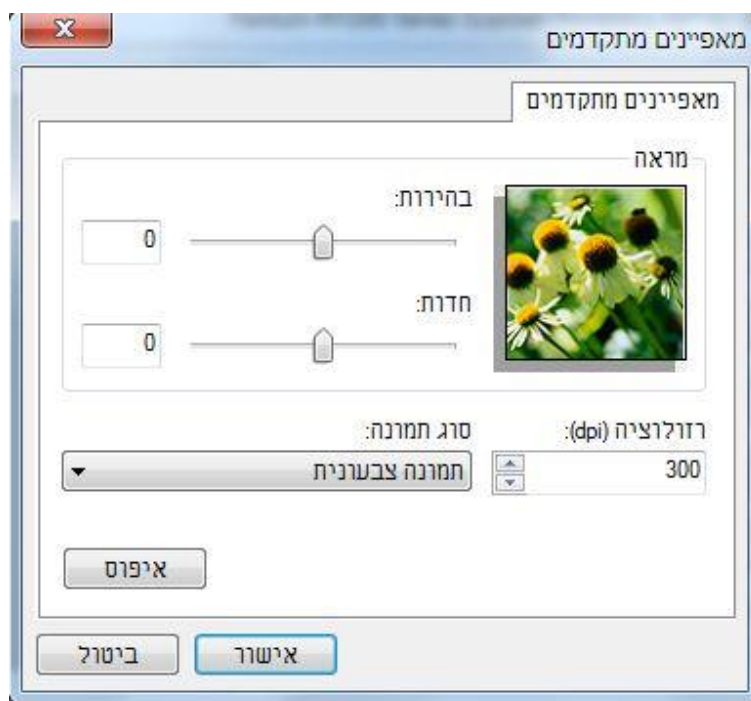 מאפיינים מתקדמים
מאפיינים מתקדמים
מראה
בהירות:
0
חדות:
0
רזולוציה (dpi):
300
סוג תמונה:
תמונה צבעונית
איפוס
אישור
ביטול